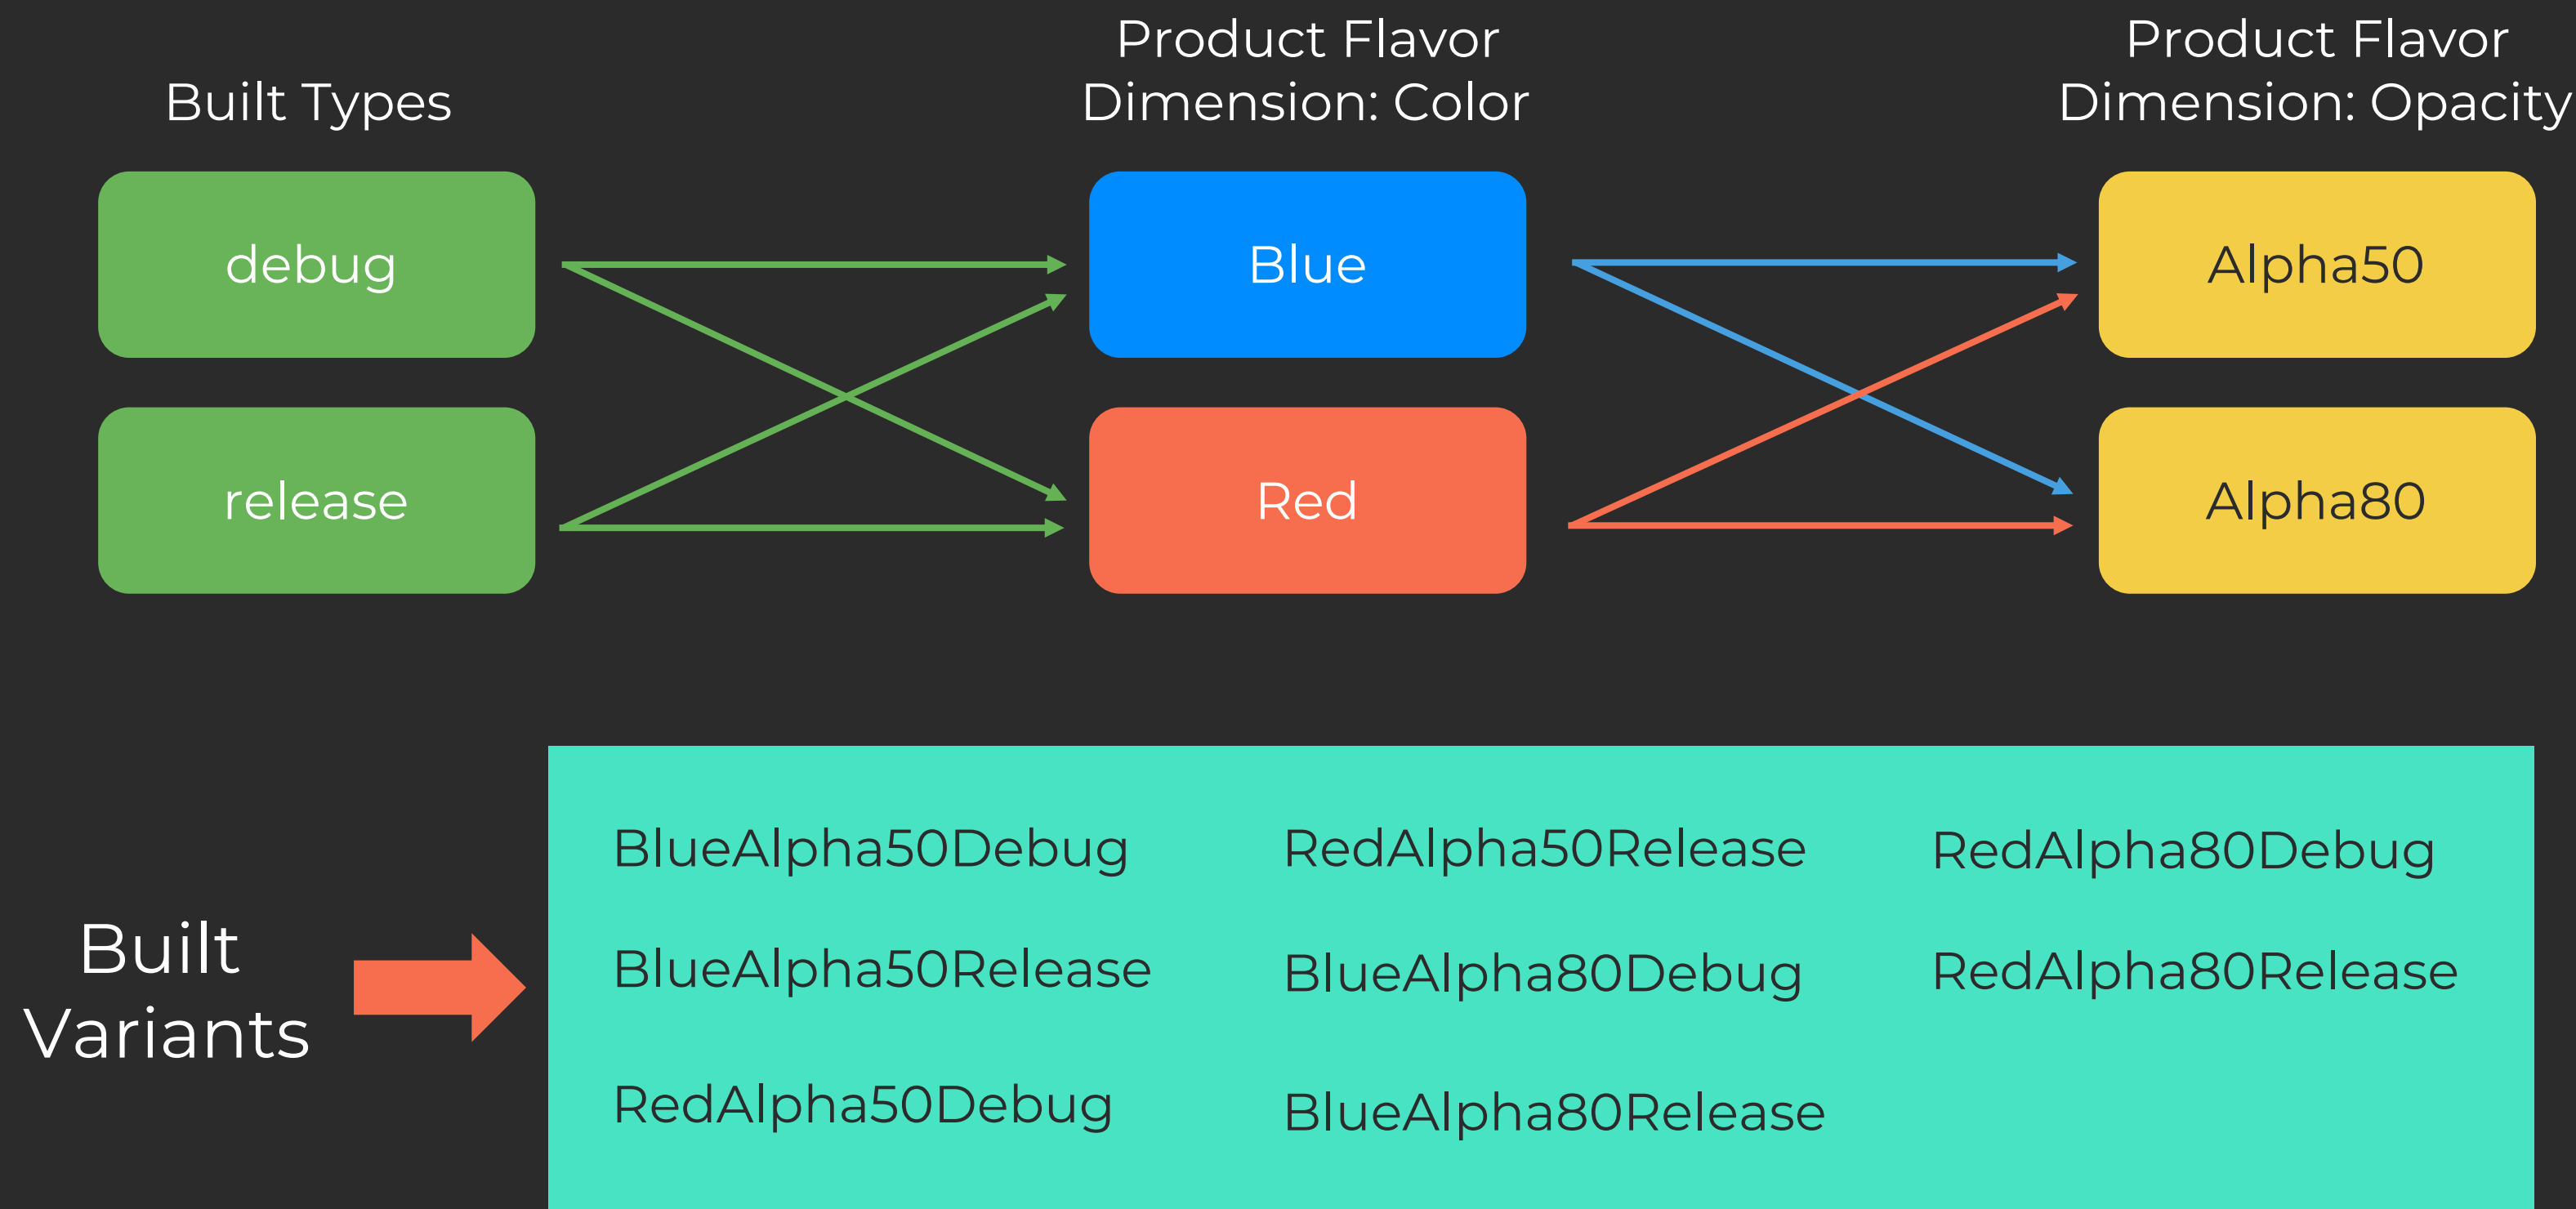 Built Types
Product Flavor
Dimension: Color
Product Flavor
Dimension: Opacity
debug
Blue
Alpha50
release
Red
Alpha80
Built
Variants
BlueAlpha50Debug
BlueAlpha50Release
RedAlpha50Debug
RedAlpha50Release
BlueAlpha80Debug
BlueAlpha80Release
RedAlpha80Debug
RedAlpha80Release